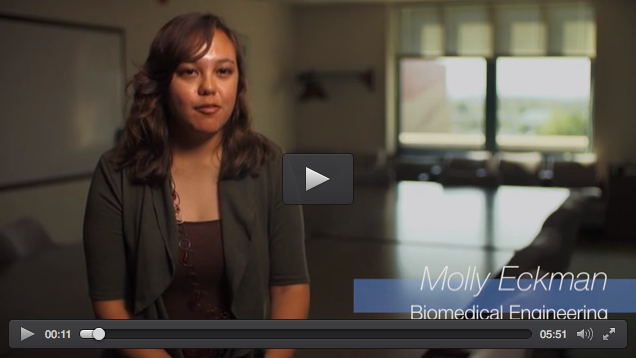 Molly Eckman
Biomedical Engineering
00:11
05:51